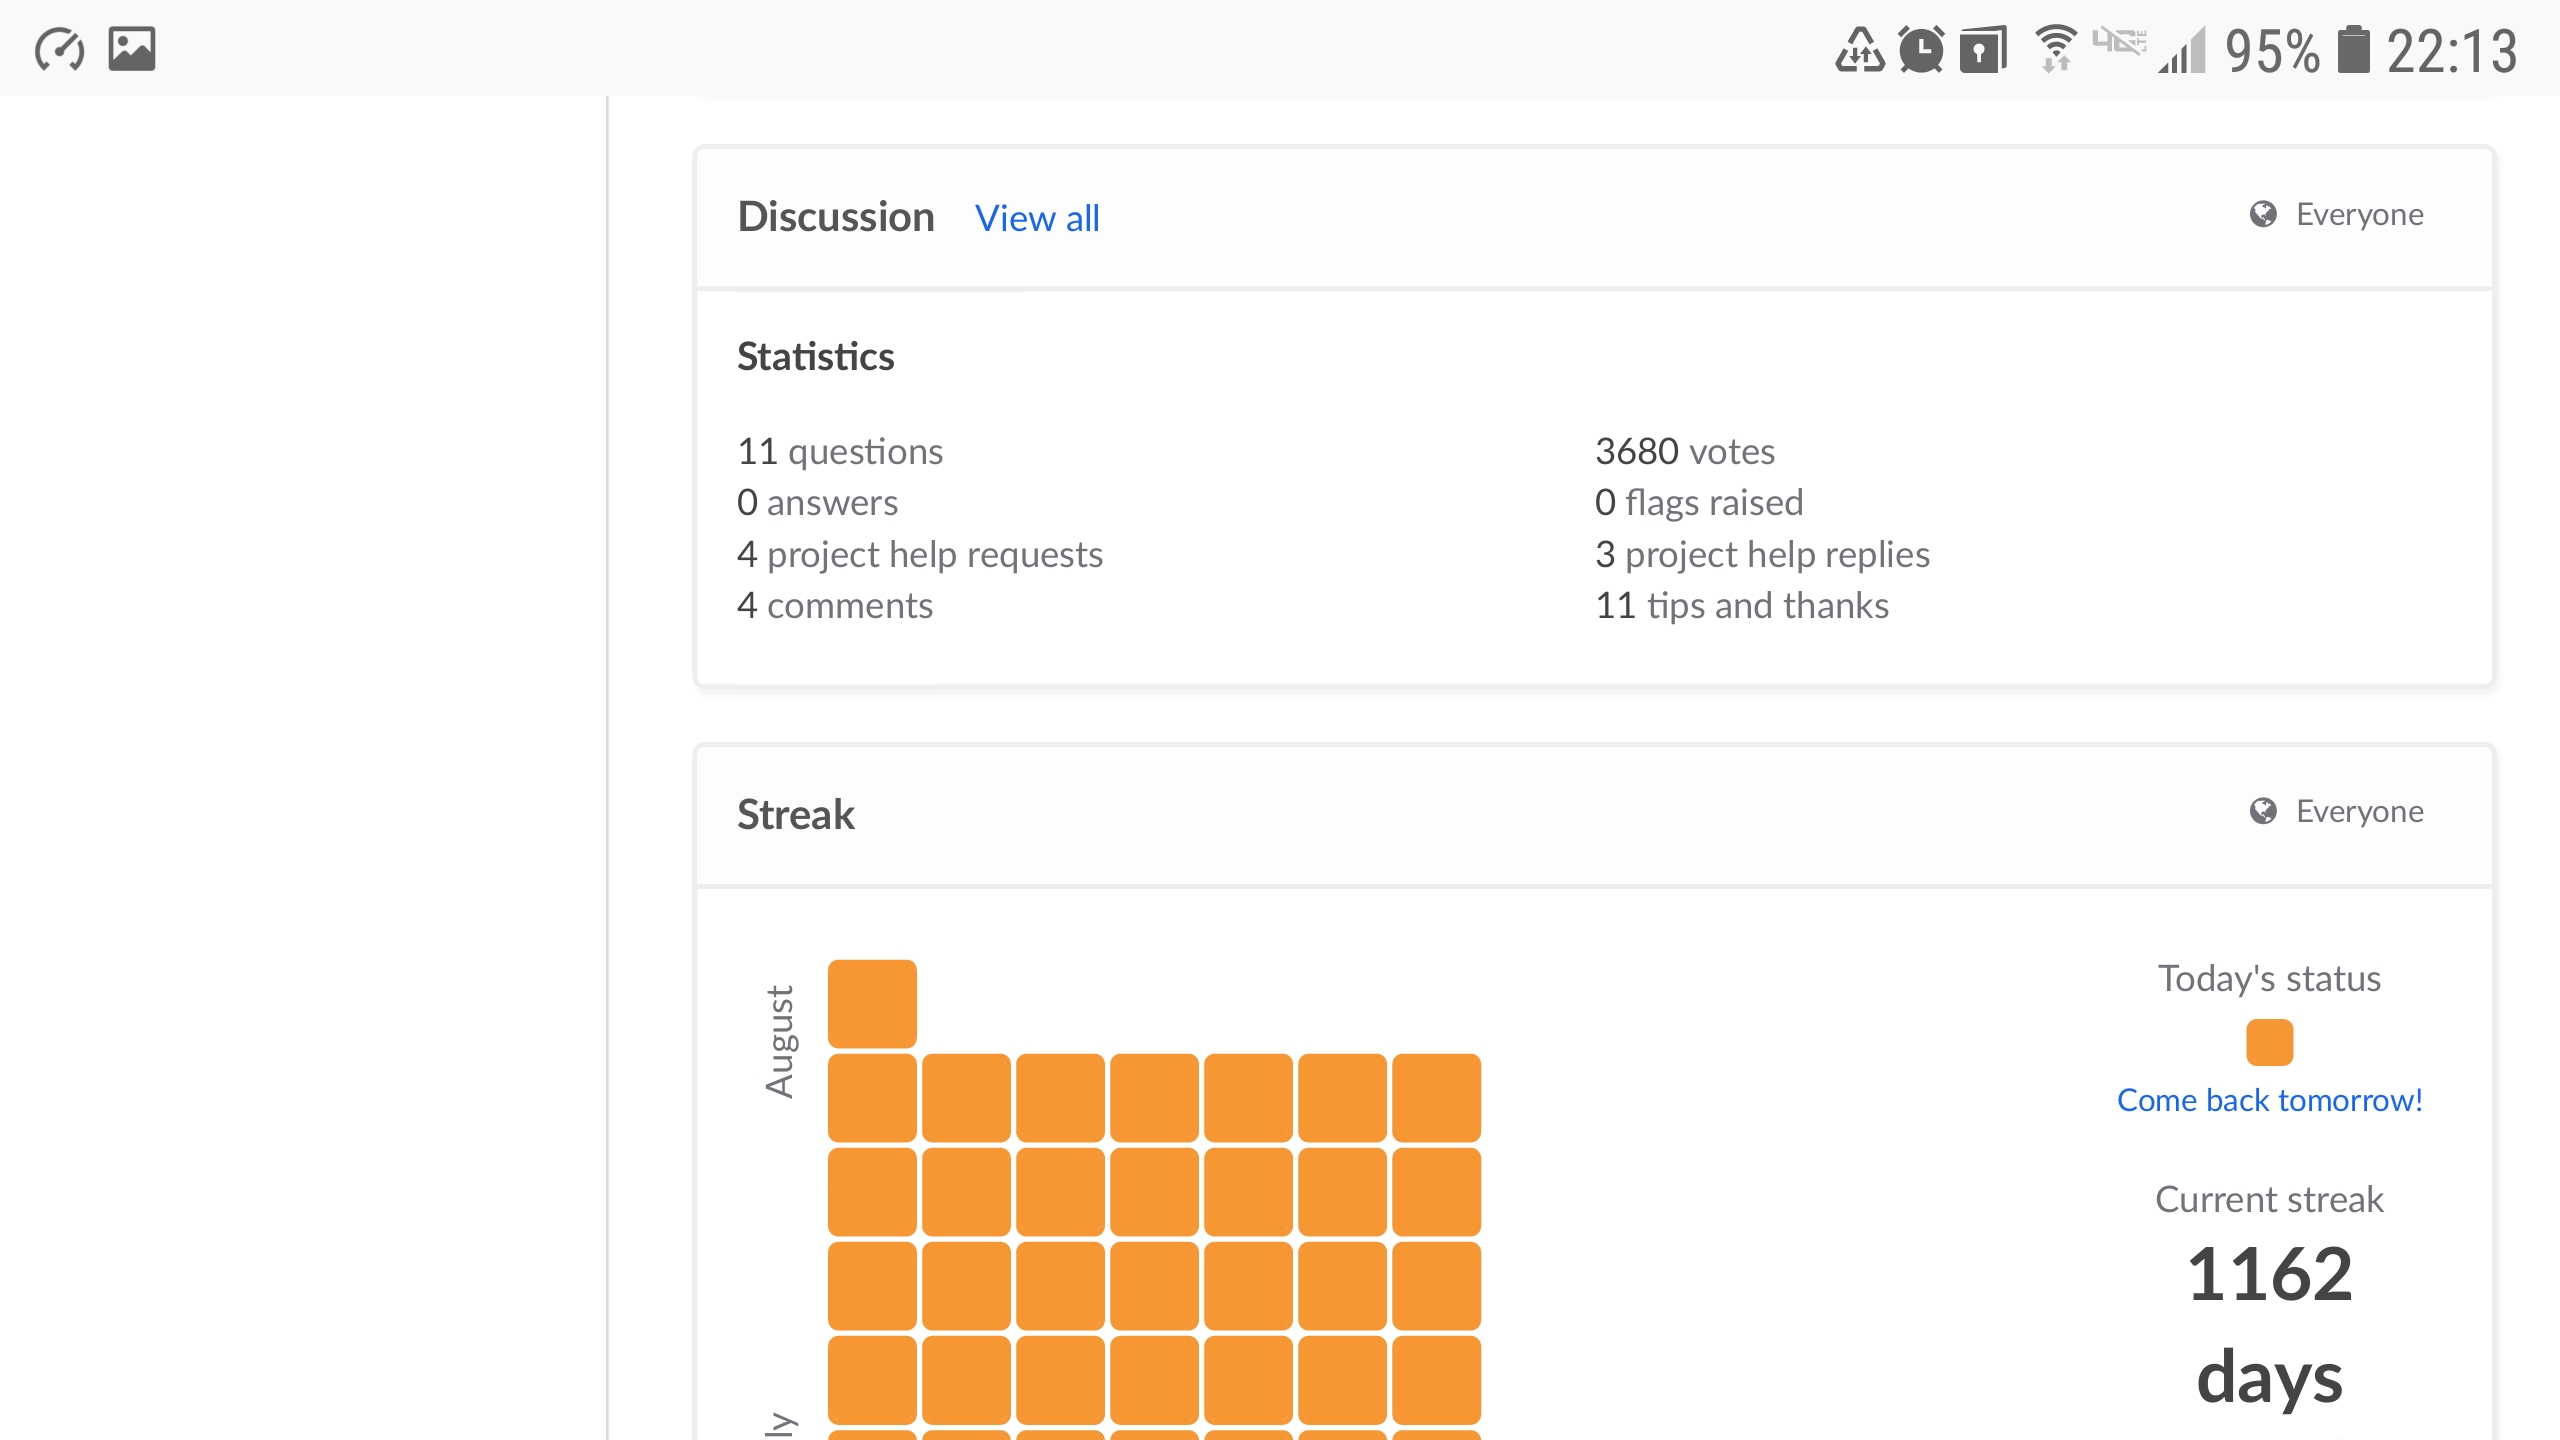 95% 22:13
Discussion View all Everyone
Statistics
11 questions
0 answers
4 project help requests
4 comments
3680 votes
0 flags raised
3 project help replies
11 tips and thanks
Streak Everyone
August
ly
Today's status
Come back tomorrow!
Current streak
1162
days